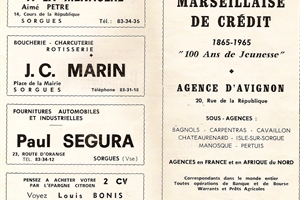 Aimé PETRE
14, Cours de la République
SORGUES Tél. : 83-34-35
BOUCHERIE - CHARCUTERIE
ROTISSERIE
J. C. MARIN
Place de la Mairie
SORGUES Téléphone 83-31-10
FOURNITURES AUTOMOBILES
ET INDUSTRIELLES
Paul SEGURA
22, ROUTE D'ORANGE
TEL. 83-34-12 SORGUES (Vse)
PENSEZ A ACHETER VOTRE 2 CV
PAR L'ÉPARGNE CITROEN
Voyez Louis BONIS
MARSEILLAISE
DE CRÉDIT
1865-1965
"100 Ans de Jeunesse"
AGENCE D'AVIGNON
20, Rue de la République
SOUS - AGENCES :
BAGNOLS - CARPENTRAS - CAVAILLON
CHATEAURENARD - ISLE-SUR-SORGUE
MANOSQUE - PERTUIS
AGENCES en FRANCE et en AFRIQUE du NORD
Correspondants dans le monde entier
Toutes opérations de Banque et de Bourse
Warrants et Prêts Agricoles